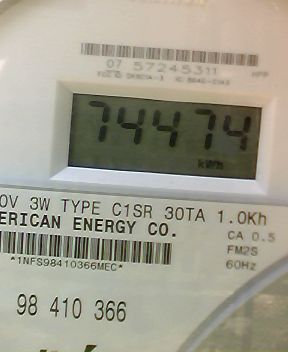 07 57245311
74474
kWh
0V 3W TYPE C1SR 30TA 1.0Kh
ERICAN ENERGY CO.
CA 0.5
FM2S
*1NFS98410366MEC*
60Hz
98 410 366